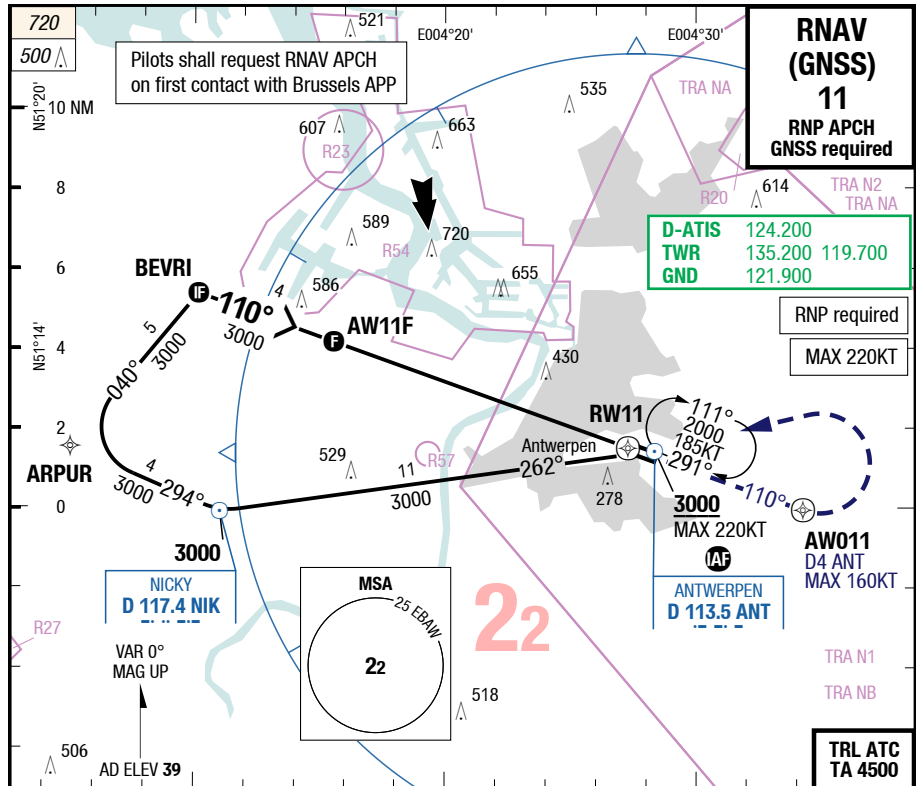 720
500
521
E004°20'
E004°30'
Pilots shall request RNAV APCH
on first contact with Brussels APP
RNAV
(GNSS)
11
RNP APCH
GNSS required
N51°20'
10 NM
535
TRA NA
607
663
R23
8
R20
614
TRA N2
TRA NA
589
R54
720
D-ATIS 124.200
TWR 135.200 119.700
GND 121.900
BEVRI
6
655
IF
110°
4
3000
586
AW11F
F
RNP required
N51°14'
4
5
3000
040°
430
MAX 220KT
RW11
111°
2000
185KT
291°
2
ARPUR
529
R57
Antwerpen
11
262°
3000
278
4
3000
294°
0
3000
MAX 220KT
IAF
110°
AW011
D4 ANT
MAX 160KT
3000
NICKY
D 117.4 NIK
ANTWERPEN
D 113.5 ANT
MSA
25 EBAW
22
22
R27
VAR 0°
MAG UP
TRA N1
TRA NB
518
506
AD ELEV 39
TRL ATC
TA 4500